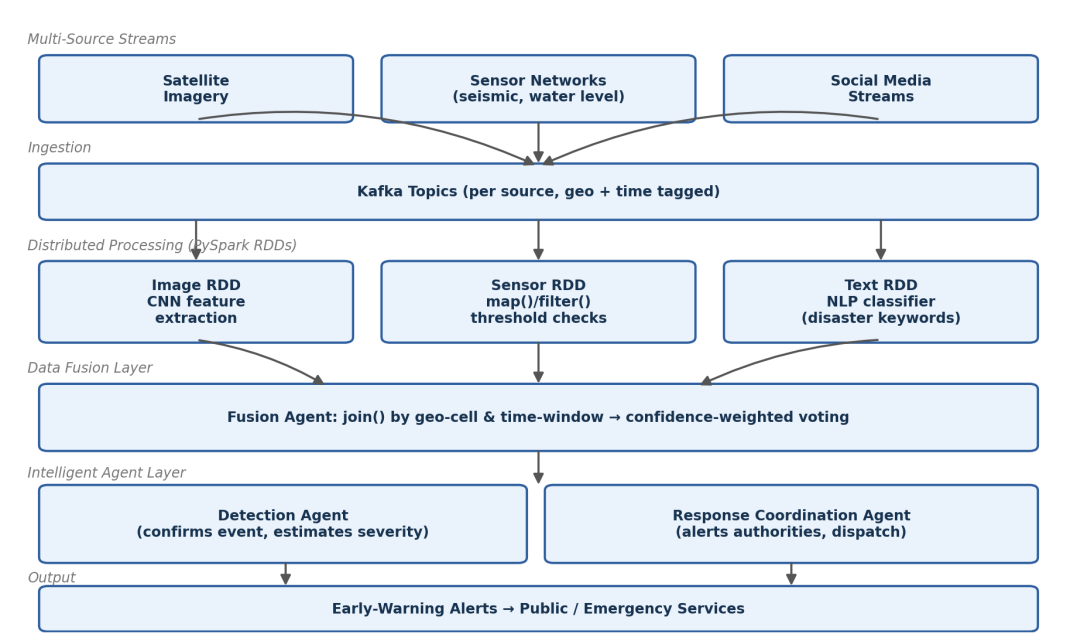 Multi-Source Streams
Satellite
Imagery
Sensor Networks
(seismic, water level)
Social Media
Streams
Ingestion
Kafka Topics (per source, geo + time tagged)
Distributed Processing (PySpark RDDs)
Image RDD
CNN feature
extraction
Sensor RDD
map()/filter()
threshold checks
Text RDD
NLP classifier
(disaster keywords)
Data Fusion Layer
Fusion Agent: join() by geo-cell & time-window → confidence-weighted voting
Intelligent Agent Layer
Detection Agent
(confirms event, estimates severity)
Response Coordination Agent
(alerts authorities, dispatch)
Output
Early-Warning Alerts → Public / Emergency Services